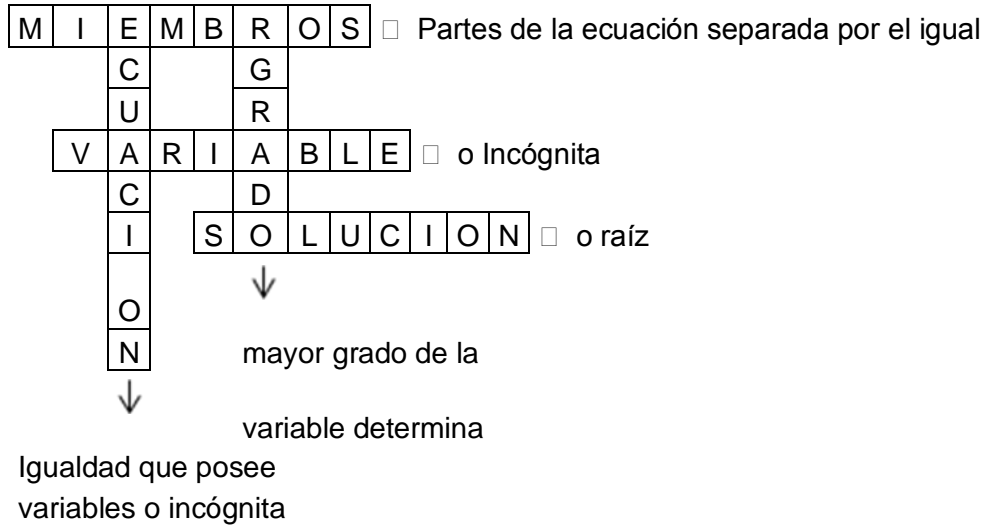 M I E M B R O S □ Partes de la ecuación separada por el igual
C G
U R
V A R I A B L E □ o Incógnita
C D
I S O L U C I O N □ o raíz
O
N mayor grado de la
variable determina
Igualdad que posee
variables o incógnita